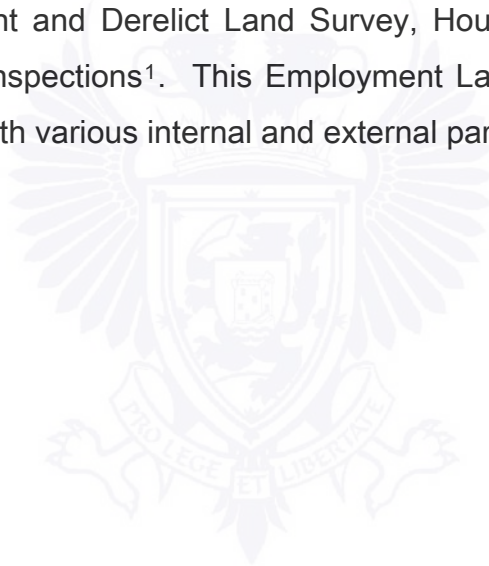 nt and Derelict Land Survey, Hou
nspections¹. This Employment La
th various internal and external par
PRO LEGE ET LIBERTATE